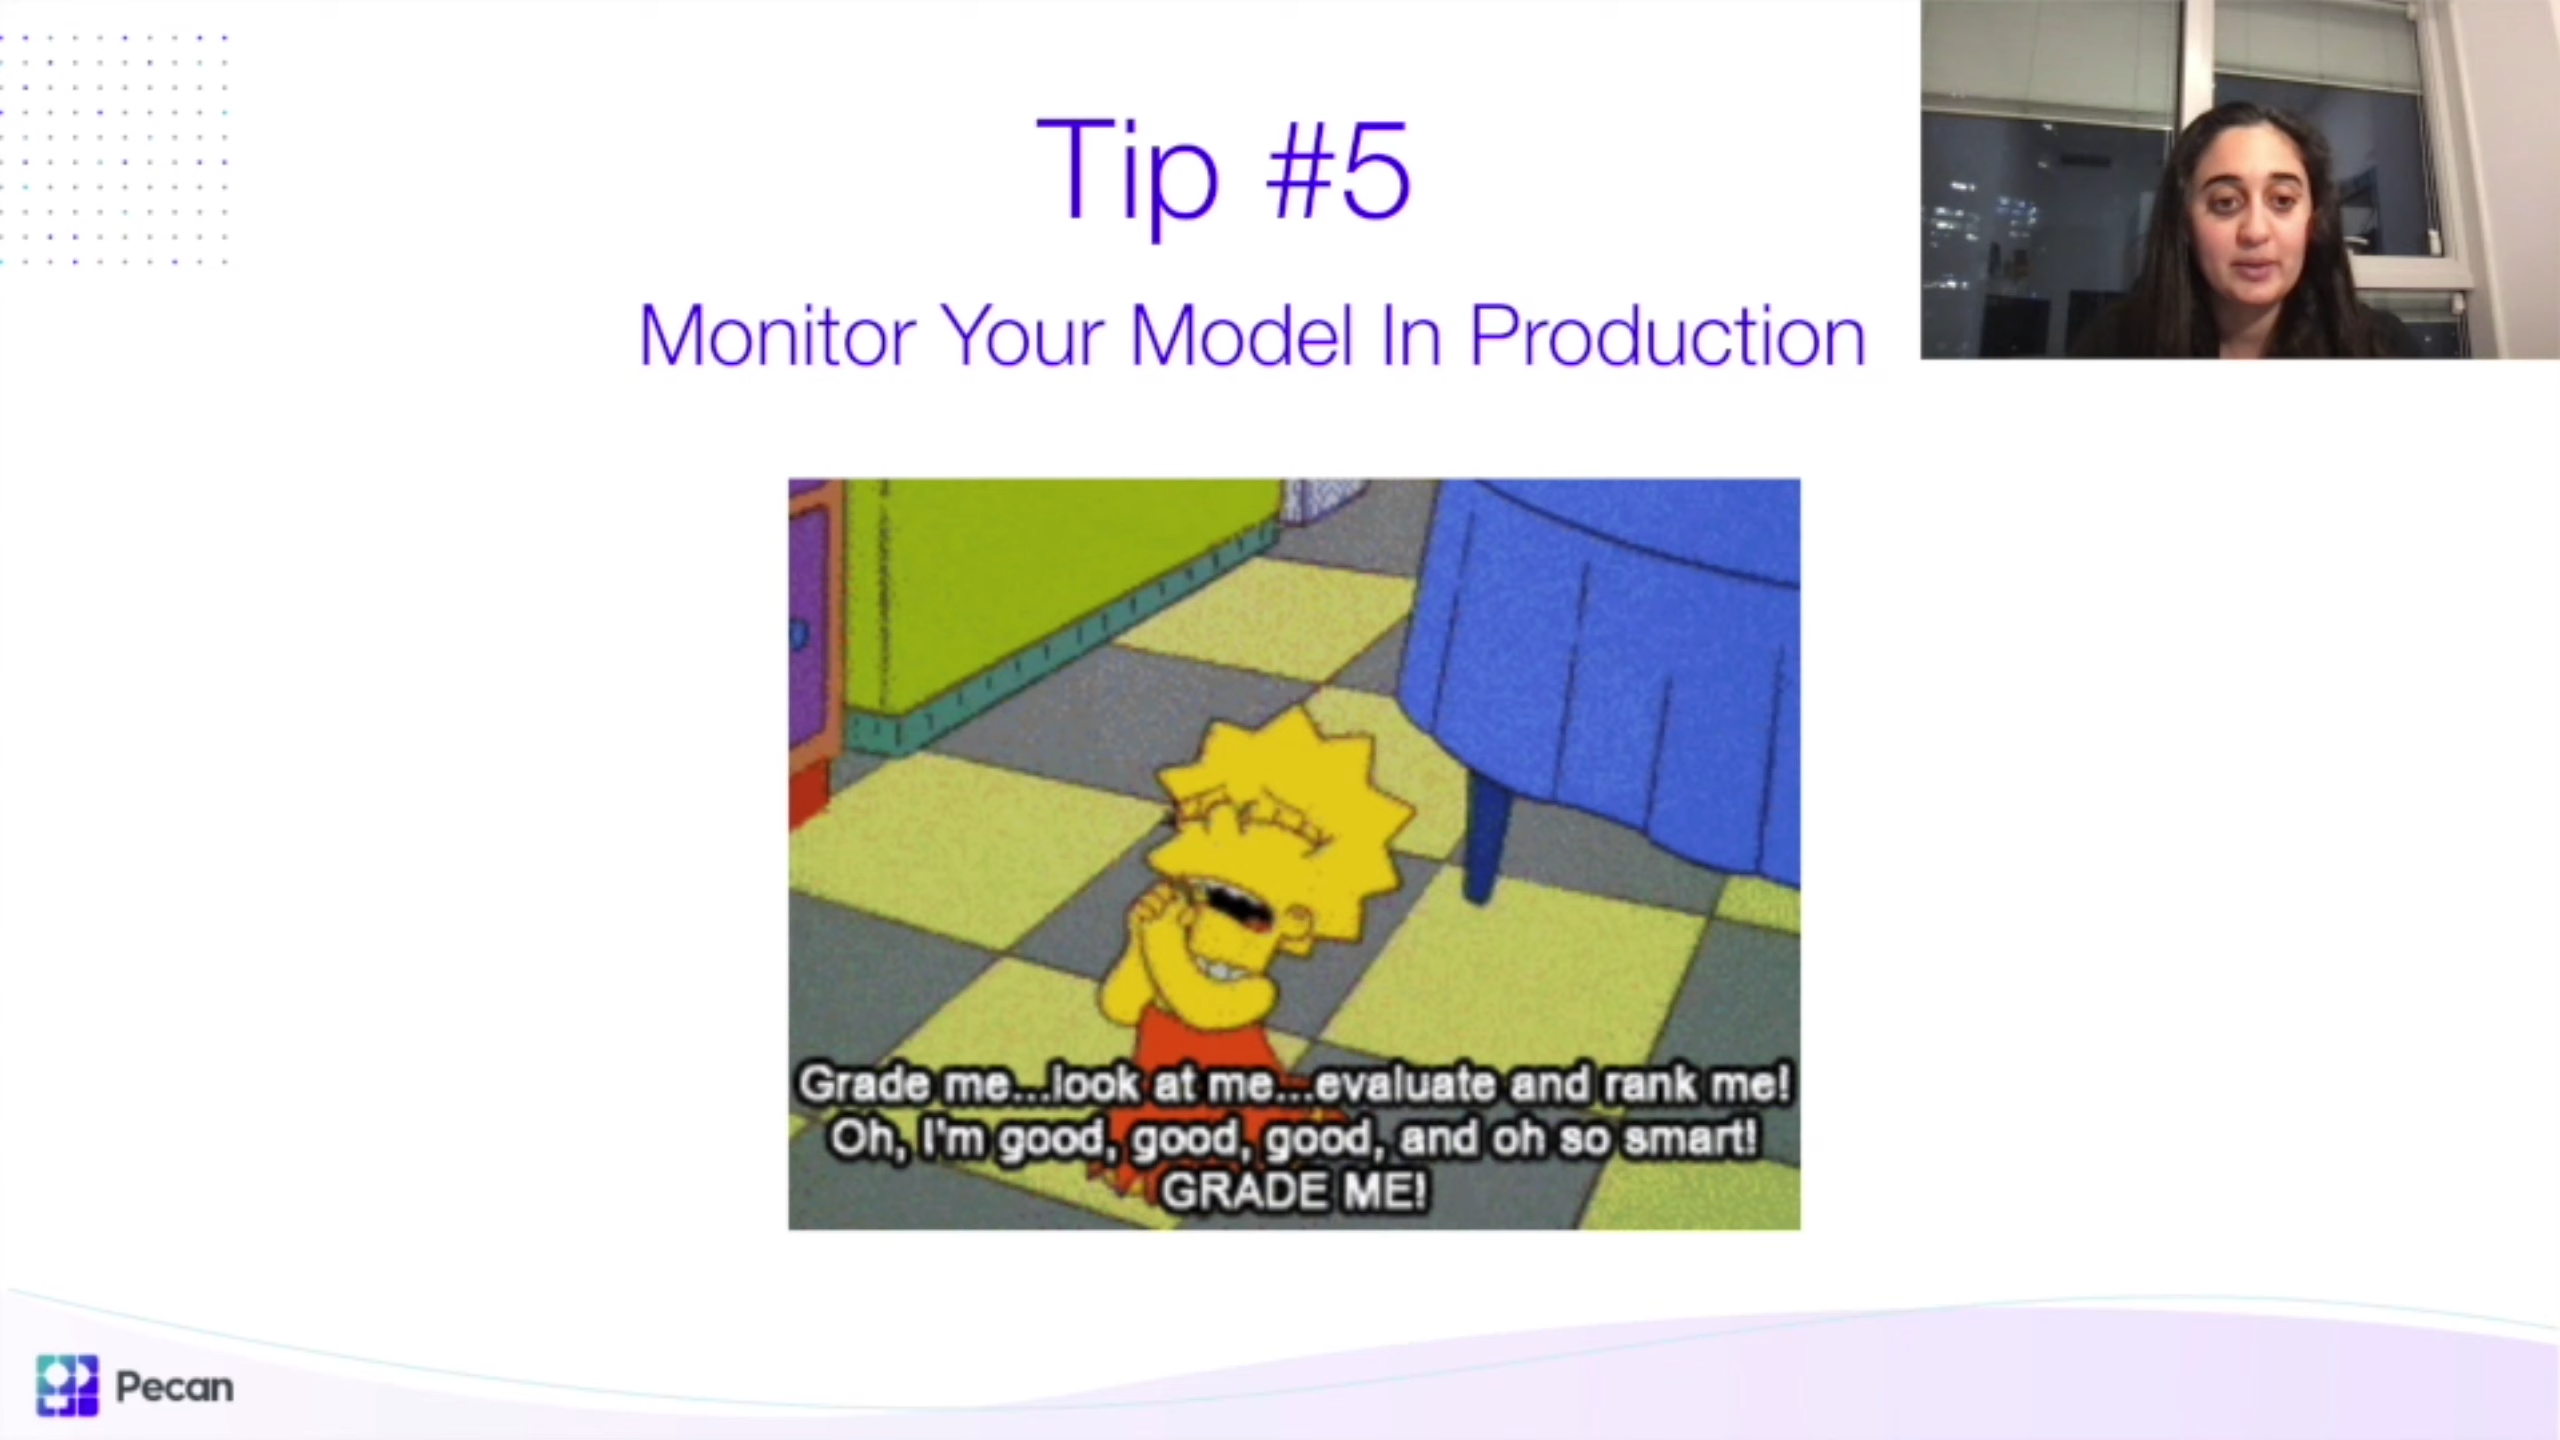 Tip #5
Monitor Your Model In Production
Grade me...look at me...evaluate and rank me!
Oh, I'm good, good, good, and oh so smart!
GRADE ME!
Pecan